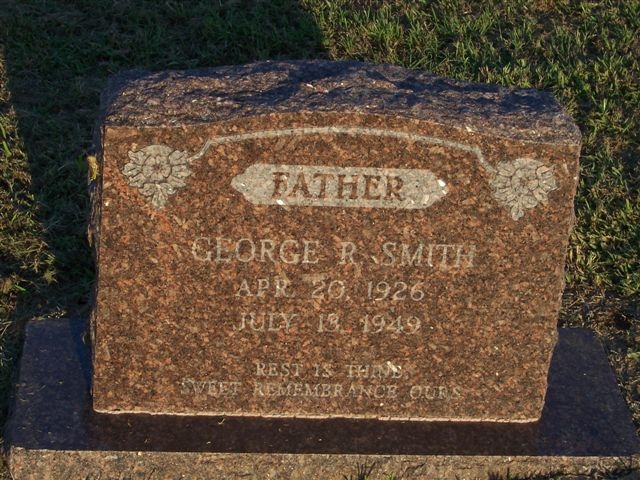 FATHER
GEORGE R. SMITH
APR. 20, 1926
JULY 13, 1949
REST IS THINE,
SWEET REMEMBRANCE OURS